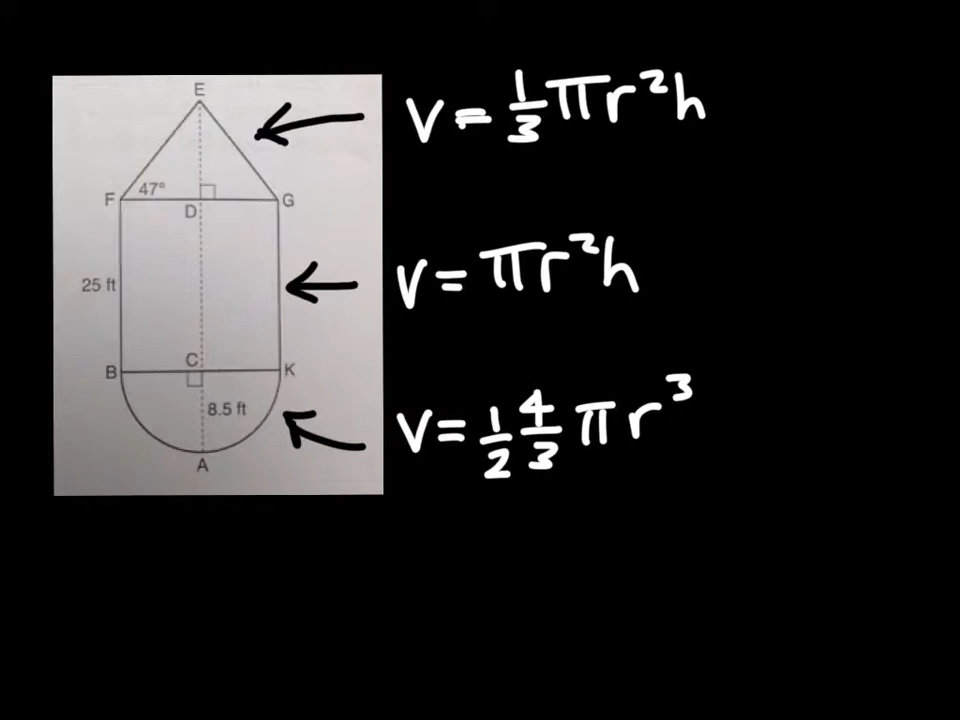 E
V = 1/3 πr²h
47°
F
G
D
25 ft
V = πr²h
C
B
K
8.5 ft
V = 1/2 4/3 πr³
A